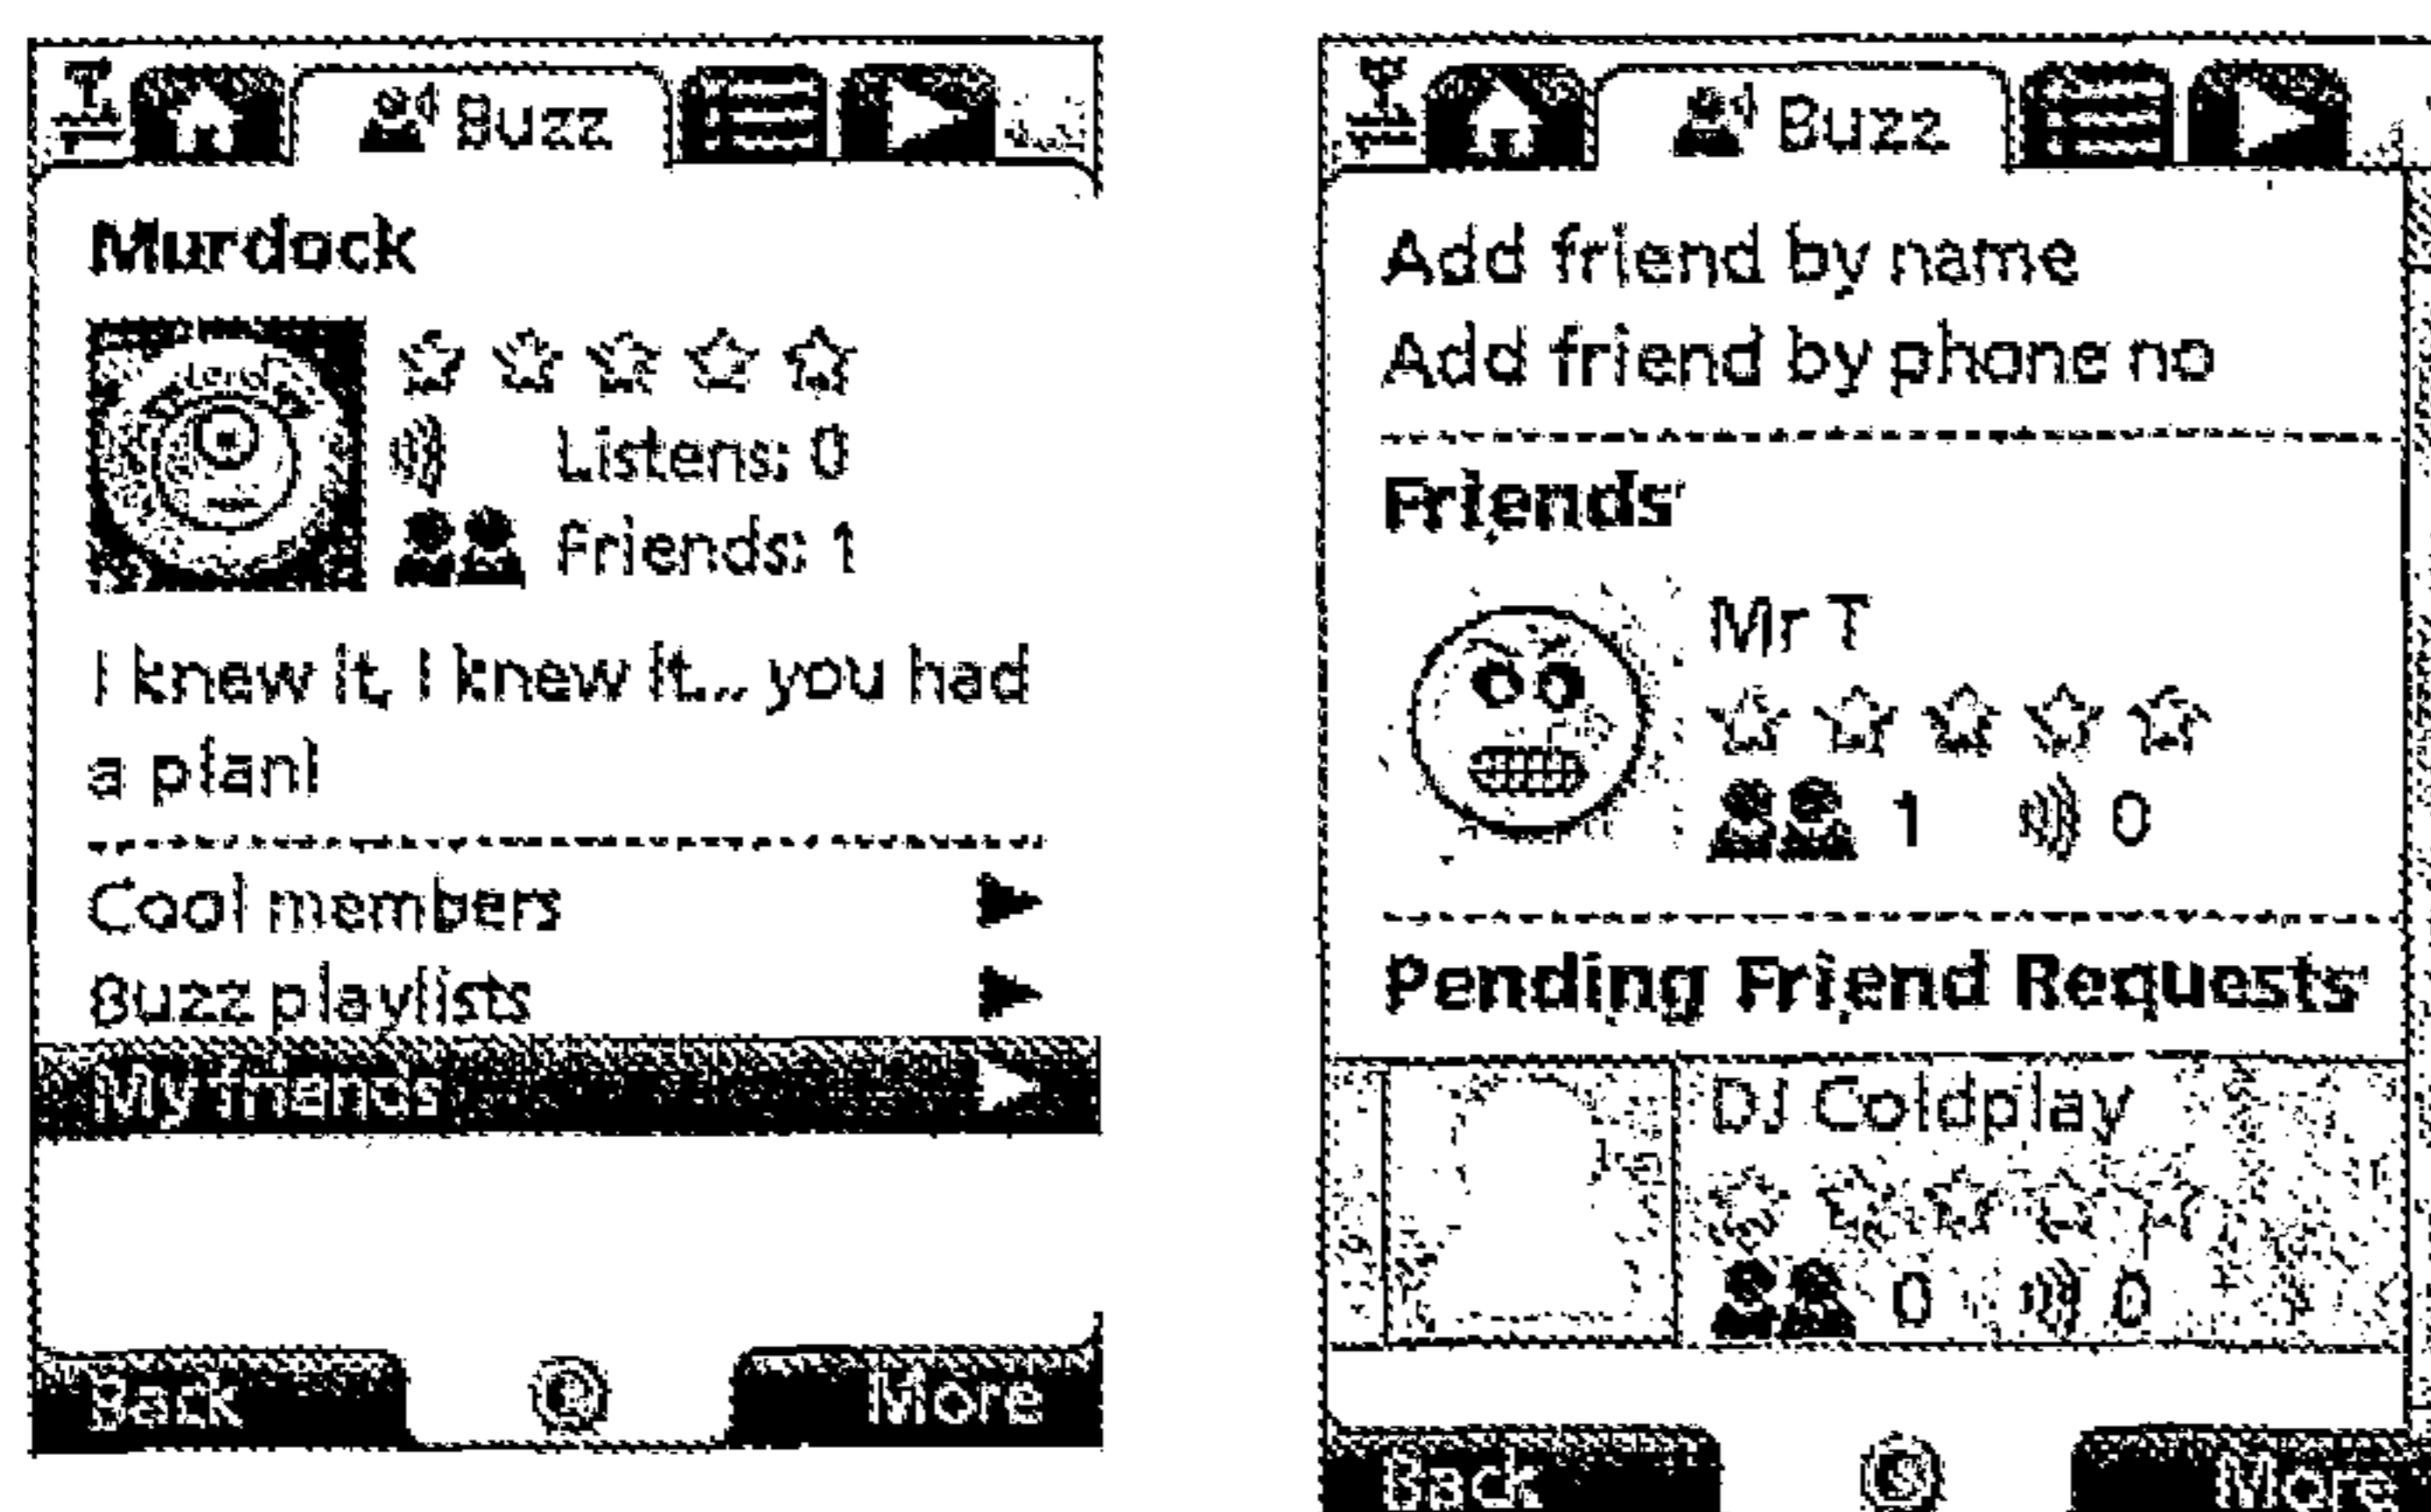 Buzz
Murdock
Listens: 0
Friends: 1
I knew it, I knew it... you had
a plan!
Cool members
Buzz playlists
My friends
Back
More
Buzz
Add friend by name
Add friend by phone no
Friends
Mr T
1 0
Pending Friend Requests
DJ Coldplay
0 0
Back
More